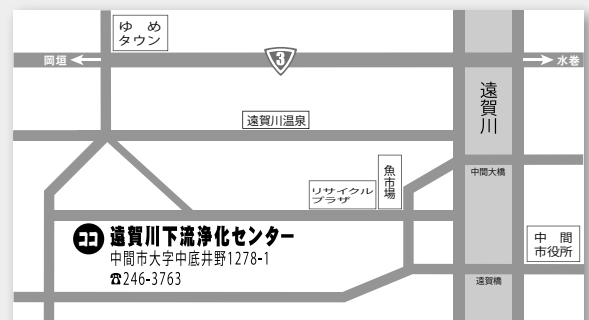 ゆめ
タウン
岡垣
3
水巻
遠賀川
遠賀川温泉
魚市場
中間大橋
リサイクル
プラザ
ココ
遠賀川下流浄化センター
中間市大字中底井野1278-1
☎246-3763
中間
市役所
遠賀橋